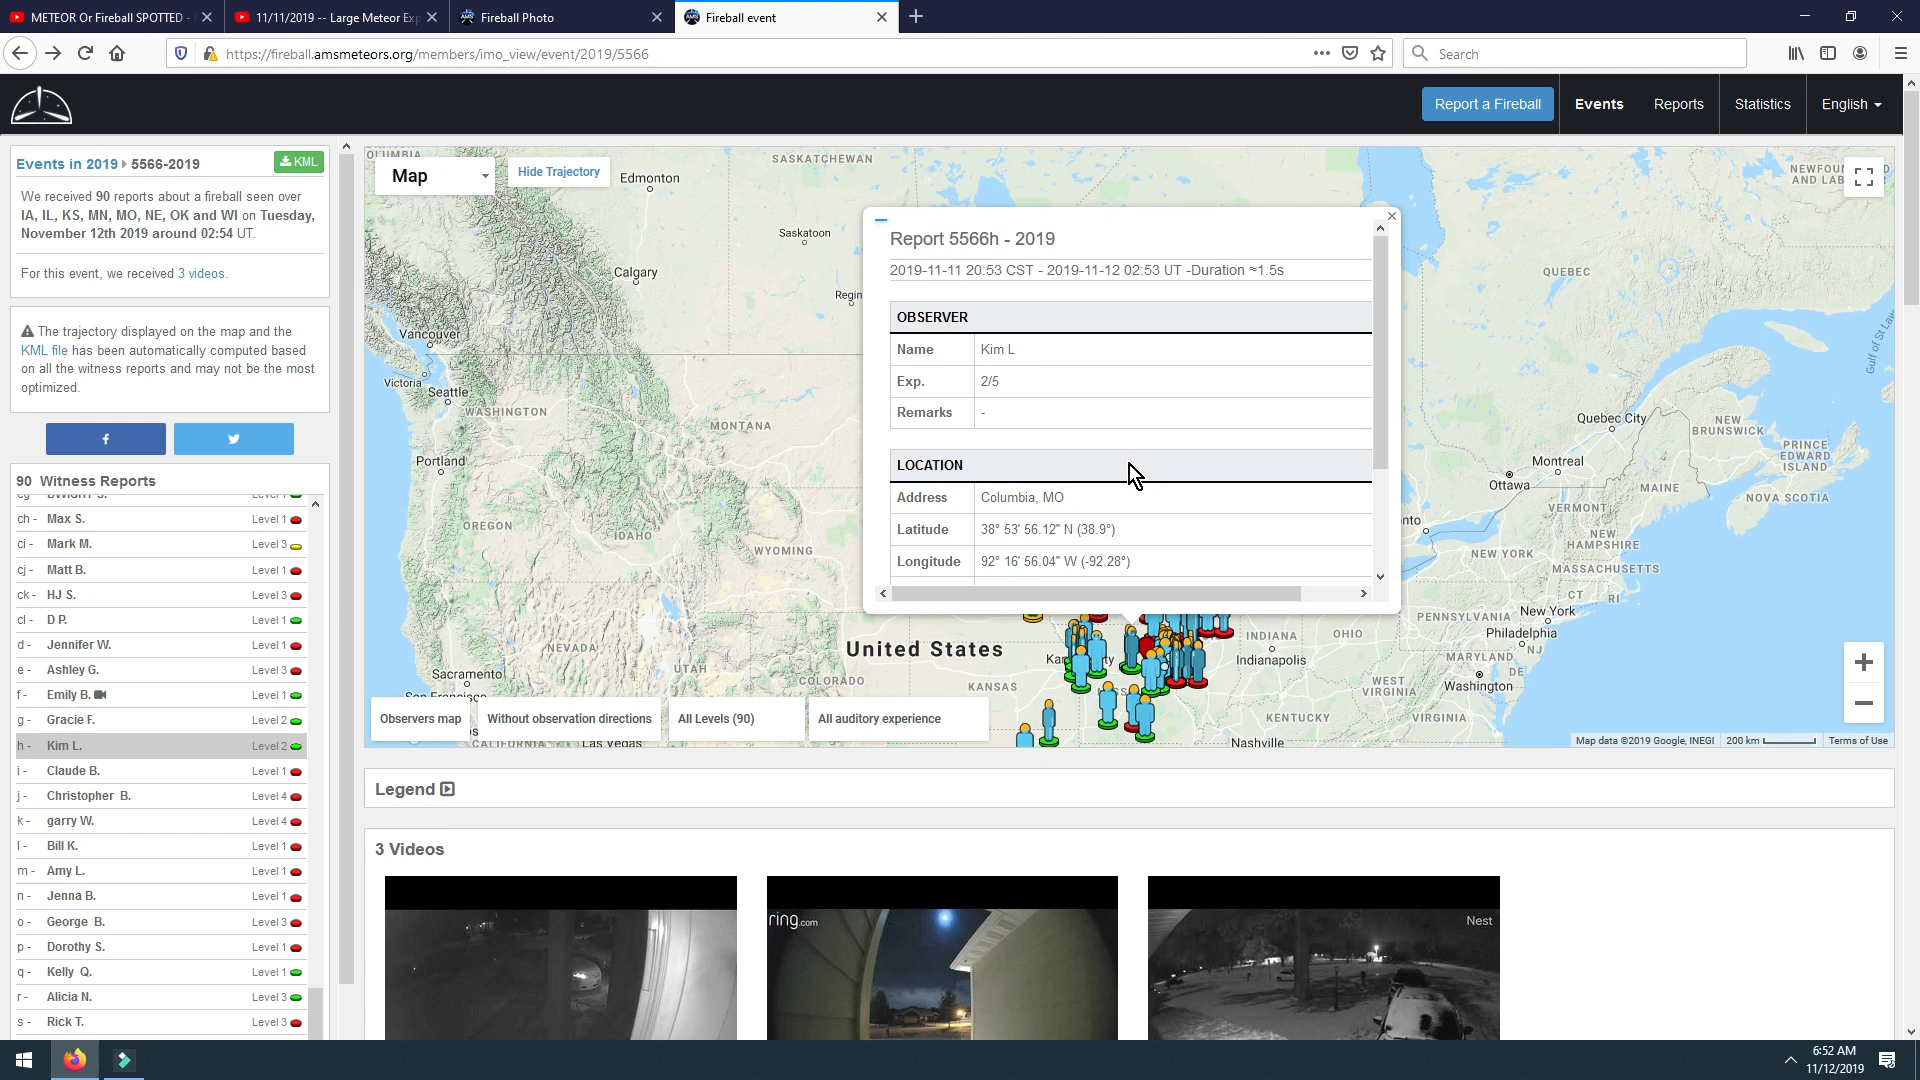 METEOR Or Fireball SPOTTED -
11/11/2019 -- Large Meteor Exp
Fireball Photo
Fireball event
https://fireball.amsmeteors.org/members/imo_view/event/2019/5566
Search
Report a Fireball
Events
Reports
Statistics
English
Events in 2019 5566-2019
KML
We received 90 reports about a fireball seen over
IA, IL, KS, MN, MO, NE, OK and WI on Tuesday,
November 12th 2019 around 02:54 UT.
For this event, we received 3 videos.
The trajectory displayed on the map and the
KML file has been automatically computed based
on all the witness reports and may not be the most
optimized.
90 Witness Reports
ch - Max S. Level 1
ci - Mark M. Level 3
cj - Matt B. Level 1
ck - HJ S. Level 3
cl - D P. Level 1
d - Jennifer W. Level 1
e - Ashley G. Level 3
f - Emily B. Level 1
g - Gracie F. Level 2
h - Kim L. Level 2
i - Claude B. Level 1
j - Christopher B. Level 4
k - garry W. Level 4
l - Bill K. Level 1
m - Amy L. Level 1
n - Jenna B. Level 1
o - George B. Level 3
p - Dorothy S. Level 1
q - Kelly Q. Level 1
r - Alicia N. Level 3
s - Rick T. Level 3
Map
Hide Trajectory
Edmonton
SASKATCHEWAN
Saskatoon
Calgary
Regin
Vancouver
Victoria
Seattle
WASHINGTON
MONTANA
Portland
OREGON
IDAHO
WYOMING
NEVADA
UTAH
COLORADO
Sacramento
San Francisco
CALIFORNIA
Las Vegas
United States
KANSAS
INDIANA
Indianapolis
OHIO
KENTUCKY
Nashville
WEST
VIRGINIA
VIRGINIA
Washington
MARYLAND
DE
NJ
Philadelphia
New York
PENNSYLVANIA
CT
RI
MASSACHUSETTS
NEW
HAMPSHIRE
NEW YORK
VERMONT
MAINE
Ottawa
Montreal
Quebec City
QUEBEC
NEW
BRUNSWICK
PRINCE
EDWARD
ISLAND
NOVA SCOTIA
Report 5566h - 2019
2019-11-11 20:53 CST - 2019-11-12 02:53 UT -Duration ≈1.5s
OBSERVER
Name Kim L
Exp. 2/5
Remarks -
LOCATION
Address Columbia, MO
Latitude 38° 53' 56.12" N (38.9°)
Longitude 92° 16' 56.04" W (-92.28°)
Observers map
Without observation directions
All Levels (90)
All auditory experience
Map data ©2019 Google, INEGI
200 km
Terms of Use
Legend
3 Videos
ring.com
Nest
6:52 AM
11/12/2019